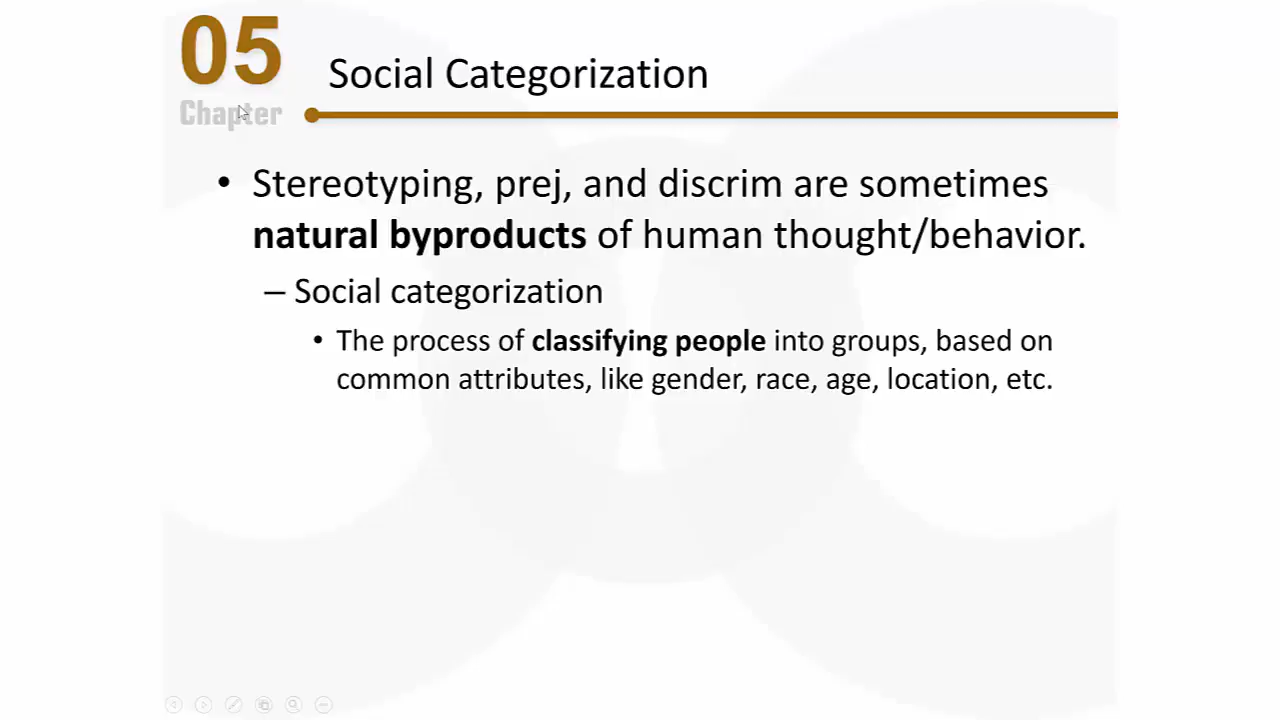 05
Chapter
Social Categorization
• Stereotyping, prej, and discrim are sometimes
natural byproducts of human thought/behavior.
– Social categorization
• The process of classifying people into groups, based on
common attributes, like gender, race, age, location, etc.